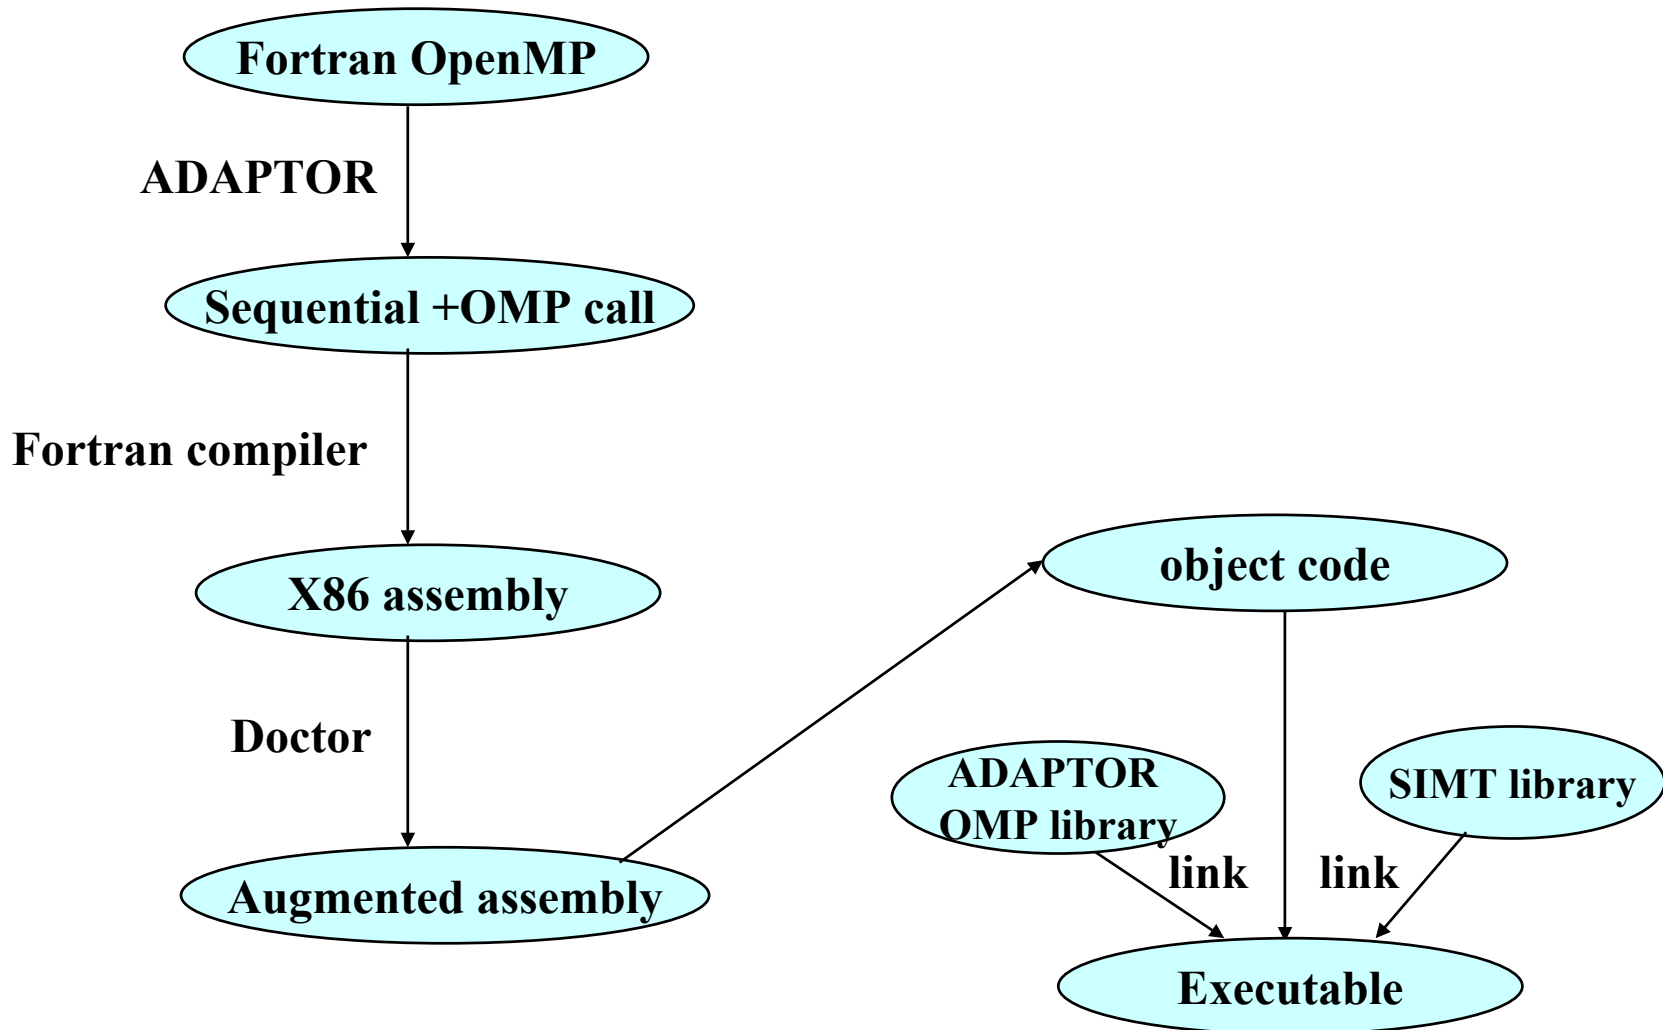 Fortran OpenMP
ADAPTOR
Sequential +OMP call
Fortran compiler
X86 assembly
Doctor
Augmented assembly
object code
ADAPTOR
OMP library
SIMT library
link
link
Executable